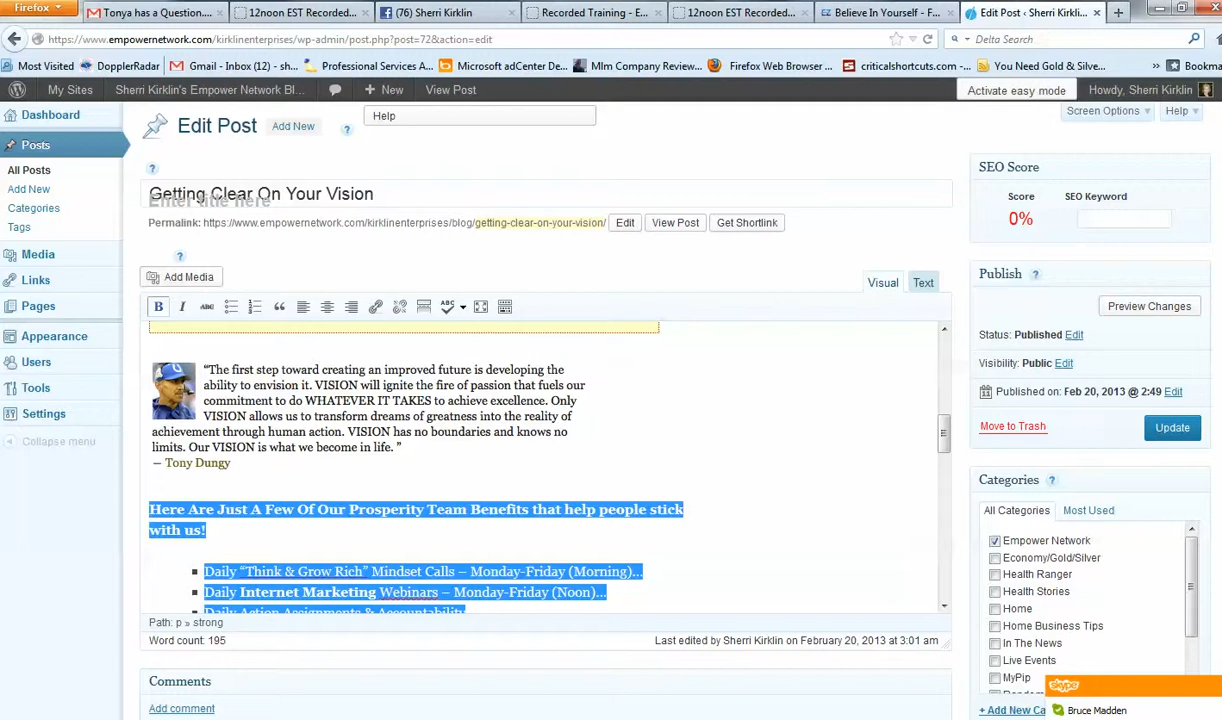 Firefox
Tonya has a Question....
12noon EST Recorded...
(76) Sherri Kirklin
Recorded Training - E...
12noon EST Recorded...
EZ Believe In Yourself - F...
Edit Post ‹ Sherri Kirklin...
https://www.empowernetwork.com/kirklinenterprises/wp-admin/post.php?post=72&action=edit
Delta Search
Most Visited
DopplerRadar
Gmail - Inbox (12) - sh...
Professional Services A...
Microsoft adCenter De...
Mlm Company Review...
Firefox Web Browser ...
criticalshortcuts.com -...
You Need Gold & Silve...
Bookma
My Sites
Sherri Kirklin's Empower Network Bl...
New
View Post
Activate easy mode
Howdy, Sherri Kirklin
Dashboard
Posts
All Posts
Add New
Categories
Tags
Media
Links
Pages
Appearance
Users
Tools
Settings
Collapse menu
Edit Post
Add New
Help
Screen Options
Help
Getting Clear On Your Vision
Enter title here
Permalink: https://www.empowernetwork.com/kirklinenterprises/blog/getting-clear-on-your-vision/
Edit
View Post
Get Shortlink
Add Media
Visual
Text
B I ABC
ABC
“The first step toward creating an improved future is developing the
ability to envision it. VISION will ignite the fire of passion that fuels our
commitment to do WHATEVER IT TAKES to achieve excellence. Only
VISION allows us to transform dreams of greatness into the reality of
achievement through human action. VISION has no boundaries and knows no
limits. Our VISION is what we become in life. ”
― Tony Dungy
Here Are Just A Few Of Our Prosperity Team Benefits that help people stick
with us!
Daily “Think & Grow Rich” Mindset Calls – Monday-Friday (Morning)...
Daily Internet Marketing Webinars – Monday-Friday (Noon)...
Daily Action Assignments & Accountability
Path: p » strong
Word count: 195
Last edited by Sherri Kirklin on February 20, 2013 at 3:01 am
Comments
Add comment
SEO Score
Score
SEO Keyword
0%
Publish
Preview Changes
Status: Published Edit
Visibility: Public Edit
Published on: Feb 20, 2013 @ 2:49 Edit
Move to Trash
Update
Categories
All Categories
Most Used
Empower Network
Economy/Gold/Silver
Health Ranger
Health Stories
Home
Home Business Tips
In The News
Live Events
MyPip
+ Add New Ca
skype
Bruce Madden